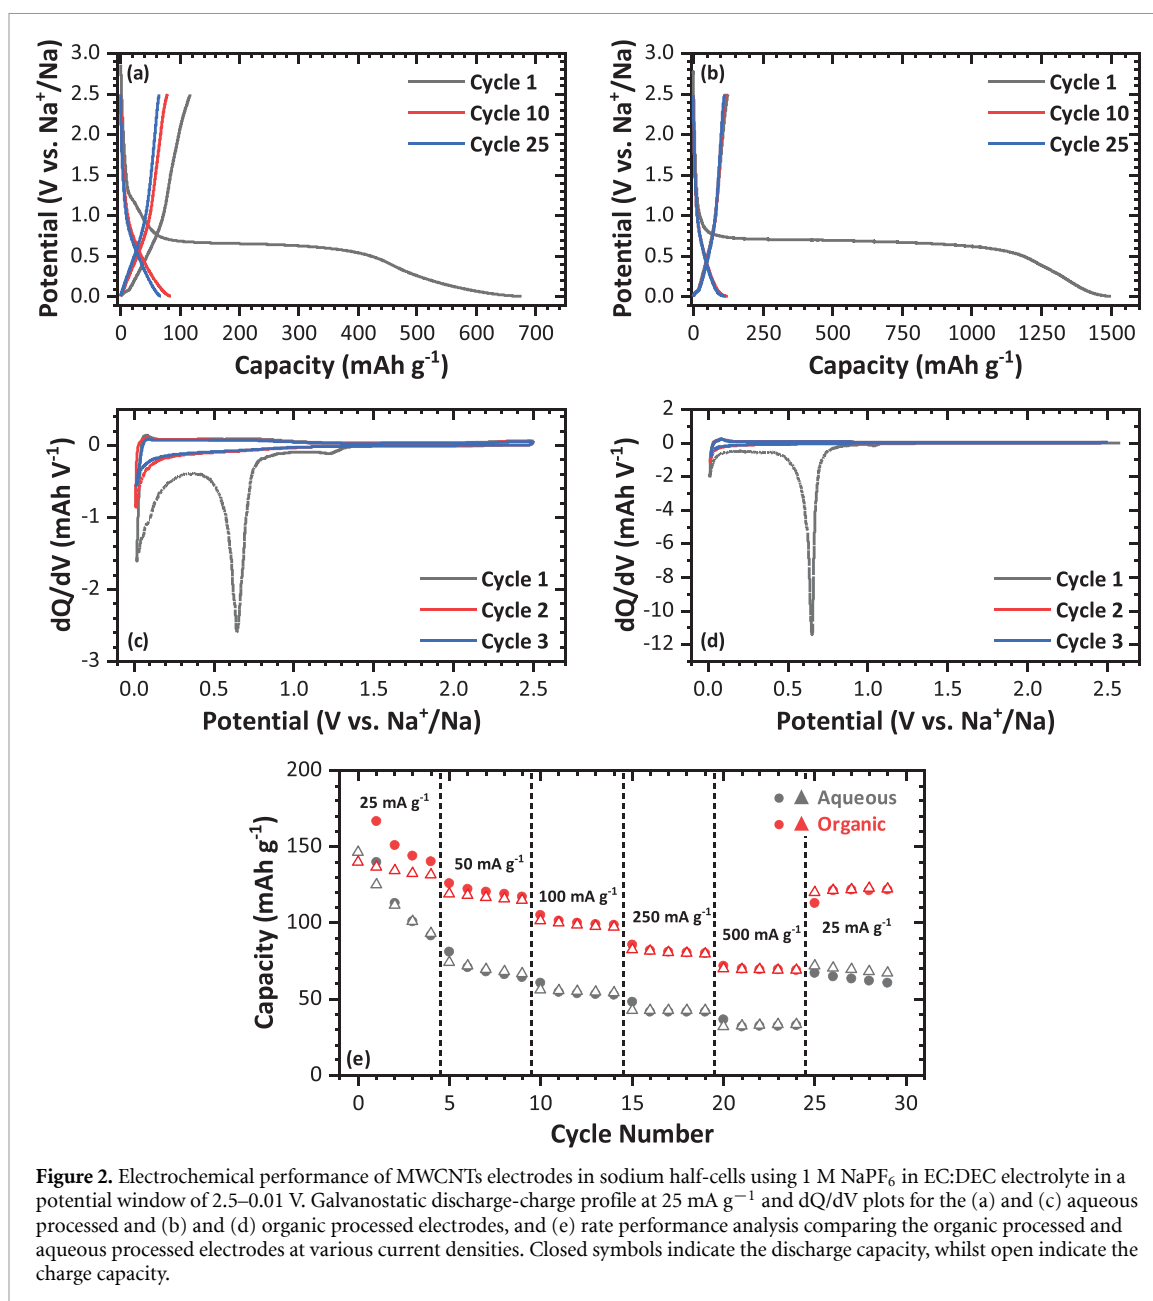 3.0
2.5
2.0
1.5
1.0
0.5
0.0
Potential (V vs. Na⁺/Na)
(a)
Cycle 1
Cycle 10
Cycle 25
0 100 200 300 400 500 600 700
Capacity (mAh g⁻¹)
3.0
2.5
2.0
1.5
1.0
0.5
0.0
Potential (V vs. Na⁺/Na)
(b)
Cycle 1
Cycle 10
Cycle 25
0 250 500 750 1000 1250 1500
Capacity (mAh g⁻¹)
0
-1
-2
-3
dQ/dV (mAh V⁻¹)
(c)
Cycle 1
Cycle 2
Cycle 3
0.0 0.5 1.0 1.5 2.0 2.5
Potential (V vs. Na⁺/Na)
2
0
-2
-4
-6
-8
-10
-12
dQ/dV (mAh V⁻¹)
(d)
Cycle 1
Cycle 2
Cycle 3
0.0 0.5 1.0 1.5 2.0 2.5
Potential (V vs. Na⁺/Na)
200
150
100
50
0
Capacity (mAh g⁻¹)
25 mA g⁻¹
50 mA g⁻¹
100 mA g⁻¹
250 mA g⁻¹
500 mA g⁻¹
25 mA g⁻¹
Aqueous
Organic
(e)
0 5 10 15 20 25 30
Cycle Number
Figure 2. Electrochemical performance of MWCNTs electrodes in sodium half-cells using 1 M NaPF₆ in EC:DEC electrolyte in a
potential window of 2.5–0.01 V. Galvanostatic discharge-charge profile at 25 mA g⁻¹ and dQ/dV plots for the (a) and (c) aqueous
processed and (b) and (d) organic processed electrodes, and (e) rate performance analysis comparing the organic processed and
aqueous processed electrodes at various current densities. Closed symbols indicate the discharge capacity, whilst open indicate the
charge capacity.